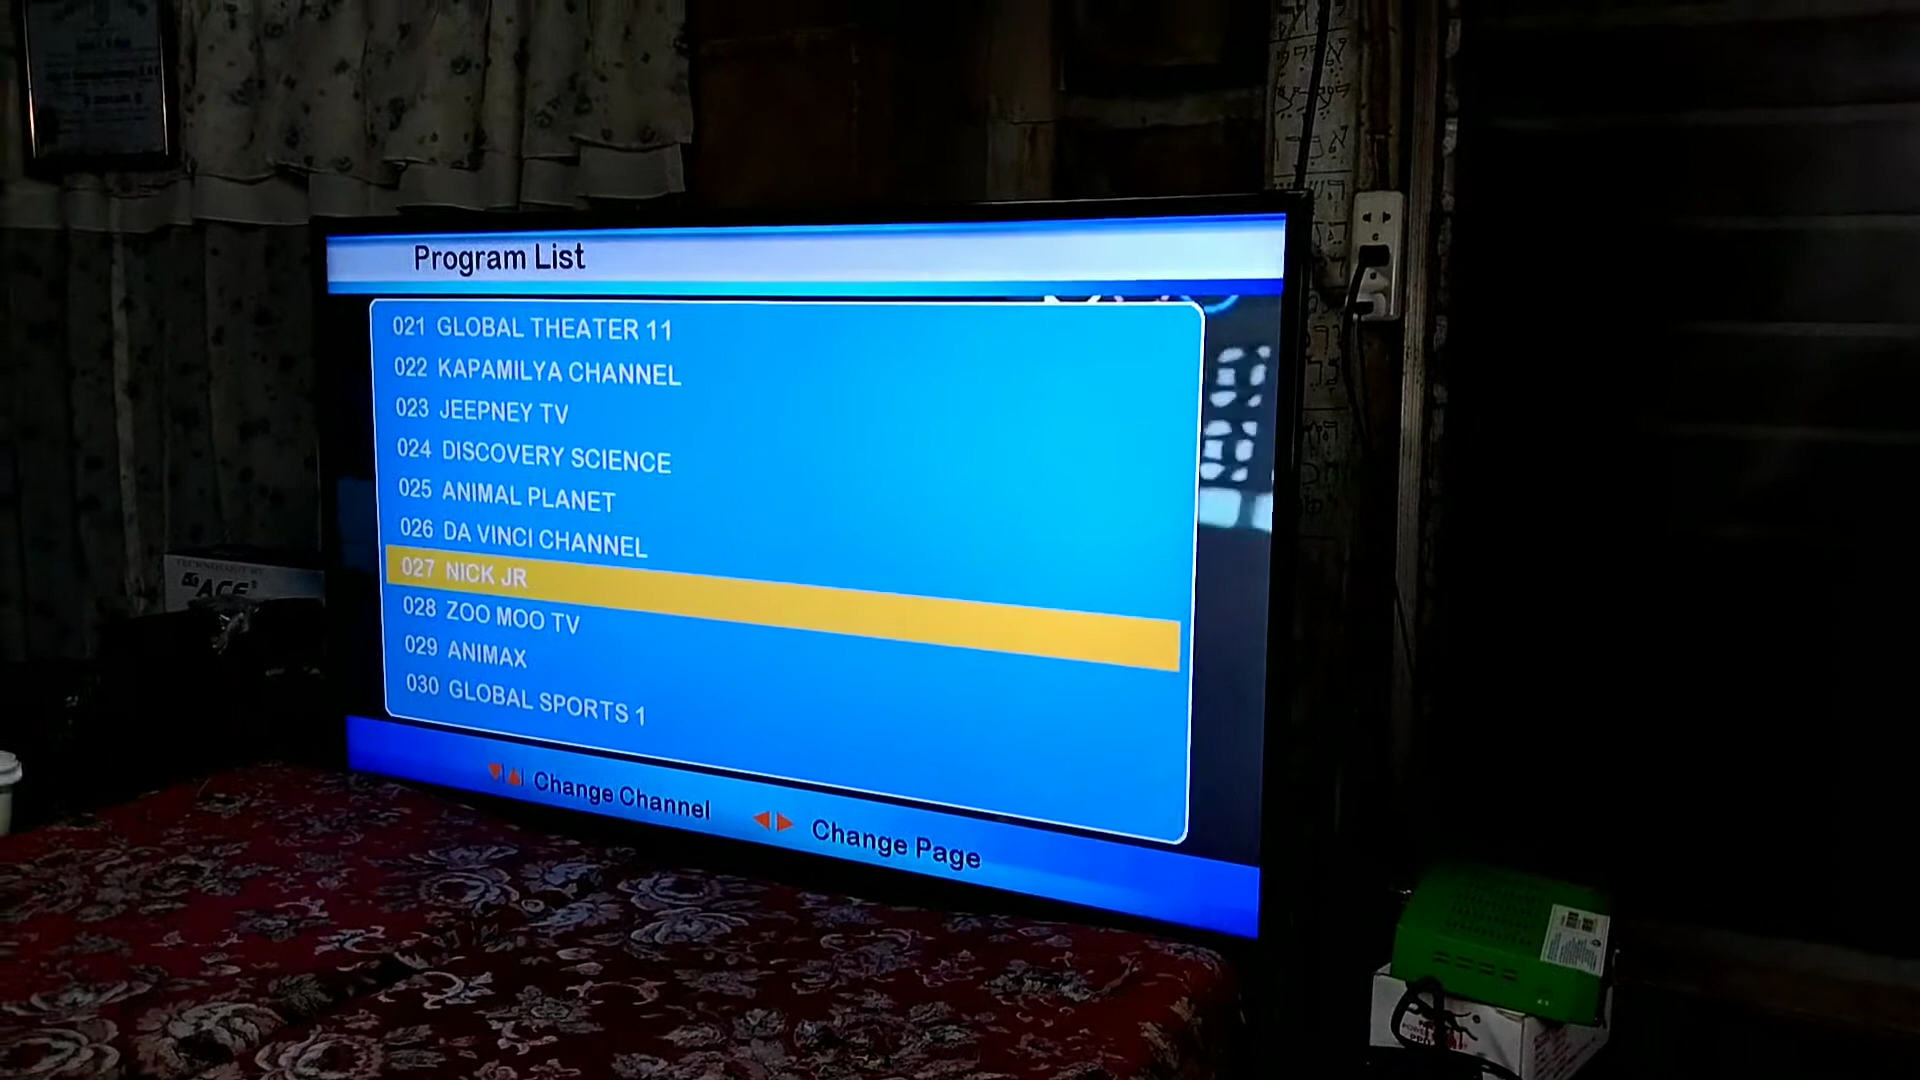 Program List
021 GLOBAL THEATER 11
022 KAPAMILYA CHANNEL
023 JEEPNEY TV
024 DISCOVERY SCIENCE
025 ANIMAL PLANET
026 DA VINCI CHANNEL
027 NICK JR
028 ZOO MOO TV
029 ANIMAX
030 GLOBAL SPORTS 1
Change Channel
Change Page
ACE